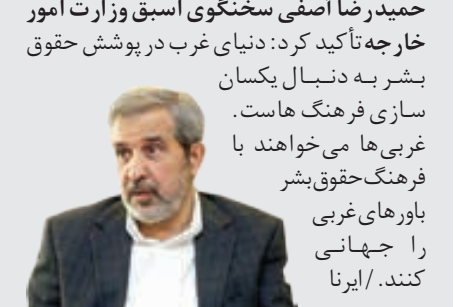 حمیدرضا آصفی سخنگوی اسبق وزارت امور
خارجه تأکید کرد: دنیای غرب در پوشش حقوق
بشر به دنبال یکسان
سازی فرهنگ هاست.
غربی‌ها می‌خواهند با
فرهنگ حقوق‌بشر
باورهای غربی
را جهانی
کنند. /ایرنا